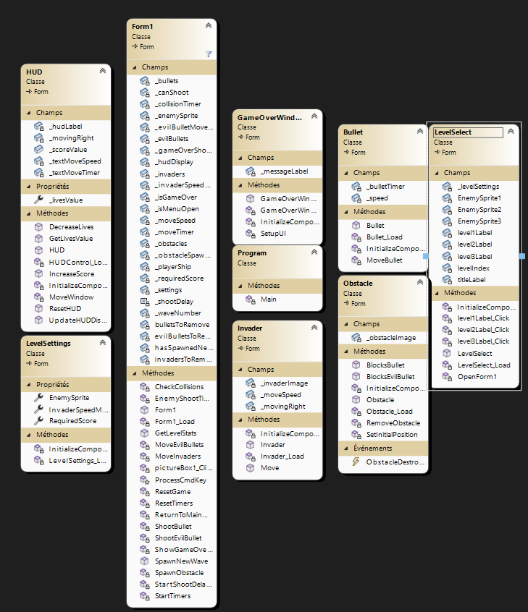 HUD
Classe
→ Form
Champs
_hudLabel
_movingRight
_scoreValue
_textMoveSpeed
_textMoveTimer
Propriétés
_livesValue
Méthodes
DecreaseLives
GetLivesValue
HUD
HUDControl_Lo...
IncreaseScore
InitializeCompo...
MoveWindow
ResetHUD
UpdateHUDDis...
LevelSettings
Classe
→ Form
Propriétés
EnemySprite
InvaderSpeedM...
RequiredScore
Méthodes
InitializeCompo...
LevelSettings_L...
Form1
Classe
→ Form
Champs
_bullets
_canShoot
_collisionTimer
_enemySprite
_evilBulletMove...
_evilBullets
_gameOverSho...
_hudDisplay
_invaders
_invaderSpeed...
_isGameOver
_isMenuOpen
_moveSpeed
_moveTimer
_obstacles
_obstacleSpaw...
_playerShip
_requiredScore
_settings
_shootDelay
_waveNumber
bulletsToRemove
evilBulletsToRe...
hasSpawnedNe...
invadersToRem...
Méthodes
CheckCollisions
EnemyShootTi...
Form1
Form1_Load
GetLevelStats
MoveEvilBullets
MoveInvaders
pictureBox1_Cli...
ProcessCmdKey
ResetGame
ResetTimers
ReturnToMain...
ShootBullet
ShootEvilBullet
ShowGameOve...
SpawnNewWave
SpawnObstacle
StartShootDela...
StartTimers
GameOverWind...
Classe
→ Form
Champs
_messageLabel
Méthodes
GameOverWin...
GameOverWin...
InitializeCompo...
SetupUI
Program
Classe
Méthodes
Main
Invader
Classe
→ Form
Champs
_invaderImage
_moveSpeed
_movingRight
Méthodes
InitializeCompo...
Invader
Invader_Load
Move
Bullet
Classe
→ Form
Champs
_bulletTimer
_speed
Méthodes
Bullet
Bullet_Load
InitializeCompo...
MoveBullet
Obstacle
Classe
→ Form
Champs
_obstacleImage
Méthodes
BlocksBullet
BlocksEvilBullet
InitializeCompo...
Obstacle
Obstacle_Load
RemoveObstacle
SetInitialPosition
Événements
ObstacleDestro...
LevelSelect
Classe
→ Form
Champs
_levelSettings
EnemySprite1
EnemySprite2
EnemySprite3
level1Label
level2Label
level3Label
levelIndex
titleLabel
Méthodes
InitializeCompo...
level1Label_Click
level2Label_Click
level3Label_Click
LevelSelect
LevelSelect_Load
OpenForm1